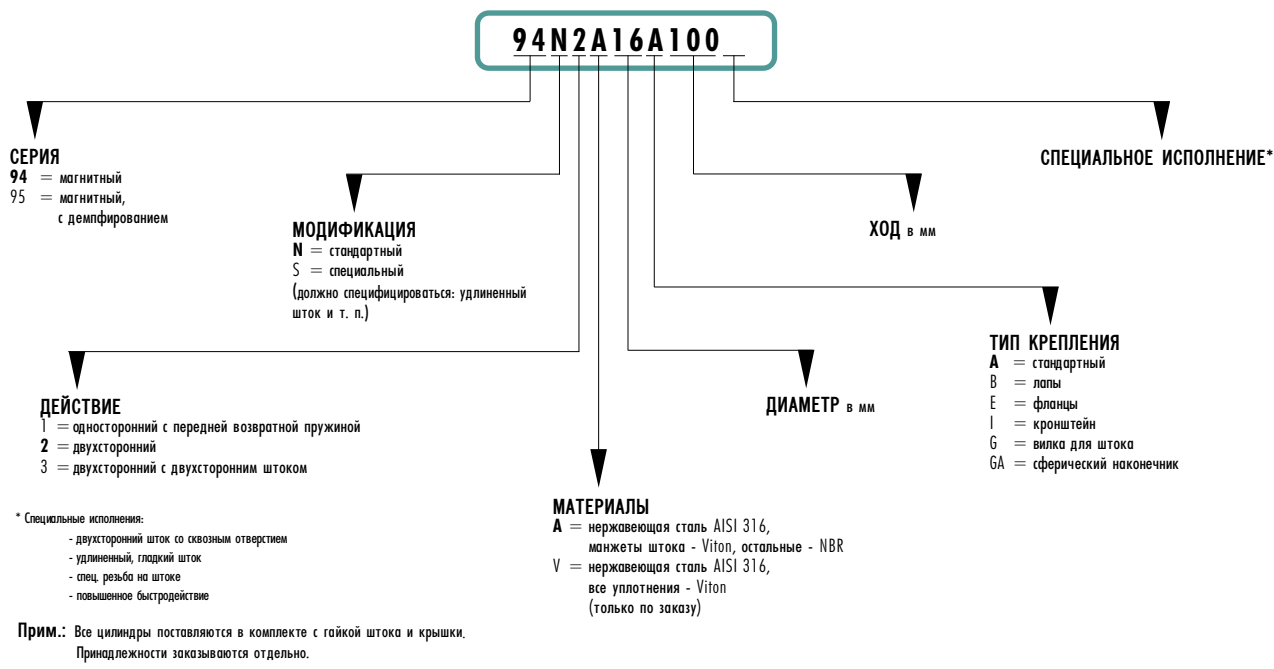 94N2A16A100
СЕРИЯ
94 = магнитный
95 = магнитный,
с демпфированием
МОДИФИКАЦИЯ
N = стандартный
S = специальный
(должно специфицироваться: удлиненный
шток и т. п.)
ДЕЙСТВИЕ
1 = односторонний с передней возвратной пружиной
2 = двухсторонний
3 = двухсторонний с двухсторонним штоком
МАТЕРИАЛЫ
A = нержавеющая сталь AISI 316,
манжеты штока - Viton, остальные - NBR
V = нержавеющая сталь AISI 316,
все уплотнения - Viton
(только по заказу)
ДИАМЕТР в мм
ТИП КРЕПЛЕНИЯ
A = стандартный
B = лапы
E = фланцы
I = кронштейн
G = вилка для штока
GA = сферический наконечник
ХОД в мм
СПЕЦИАЛЬНОЕ ИСПОЛНЕНИЕ*
* Специальные исполнения:
- двухсторонний шток со сквозным отверстием
- удлиненный, гладкий шток
- спец. резьба на штоке
- повышенное быстродействие
Прим.: Все цилиндры поставляются в комплекте с гайкой штока и крышки.
Принадлежности заказываются отдельно.